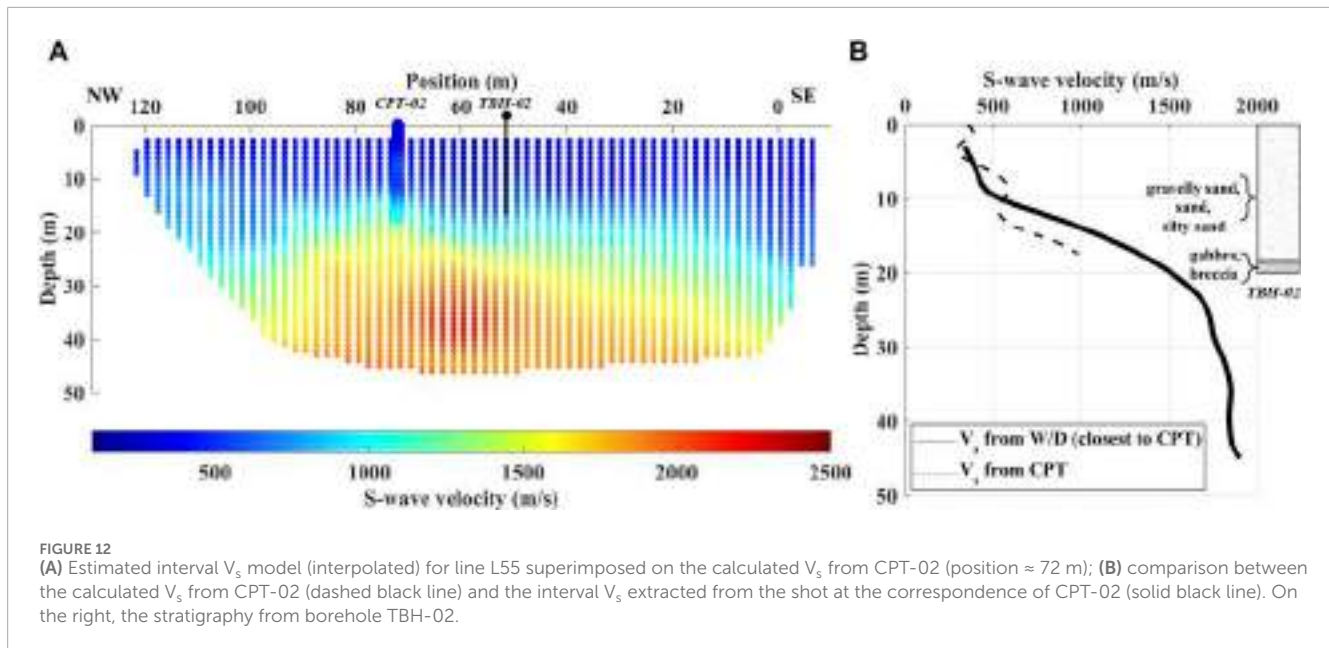 A
B
Position (m)
S-wave velocity (m/s)
NW
120
100
80
60
40
20
0
SE
CPT-02
TBH-02
0
500
1000
1500
2000
0
10
20
30
40
50
Depth (m)
0
10
20
30
40
50
Depth (m)
gravelly sand,
sand,
silty sand
gabbro,
breccia
TBH-02
Vs from W/D (closest to CPT)
Vs from CPT
500
1000
1500
2000
2500
S-wave velocity (m/s)
FIGURE 12
(A) Estimated interval Vs model (interpolated) for line L55 superimposed on the calculated Vs from CPT-02 (position ≈ 72 m); (B) comparison between
the calculated Vs from CPT-02 (dashed black line) and the interval Vs extracted from the shot at the correspondence of CPT-02 (solid black line). On
the right, the stratigraphy from borehole TBH-02.